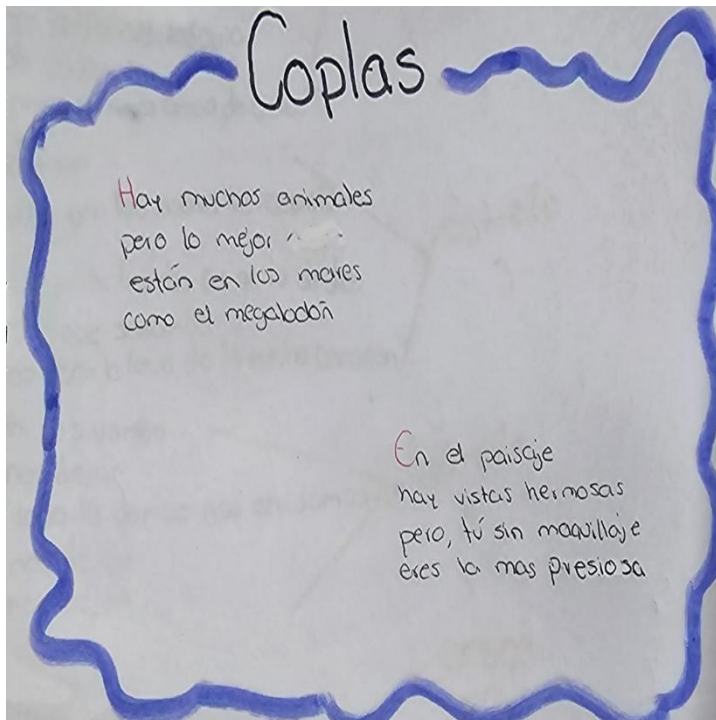 Coplas
Hay muchos animales
pero lo mejor
están en los mares
como el megalodón
En el paisaje
hay vistas hermosas
pero, tú sin maquillaje
eres la mas presiosa